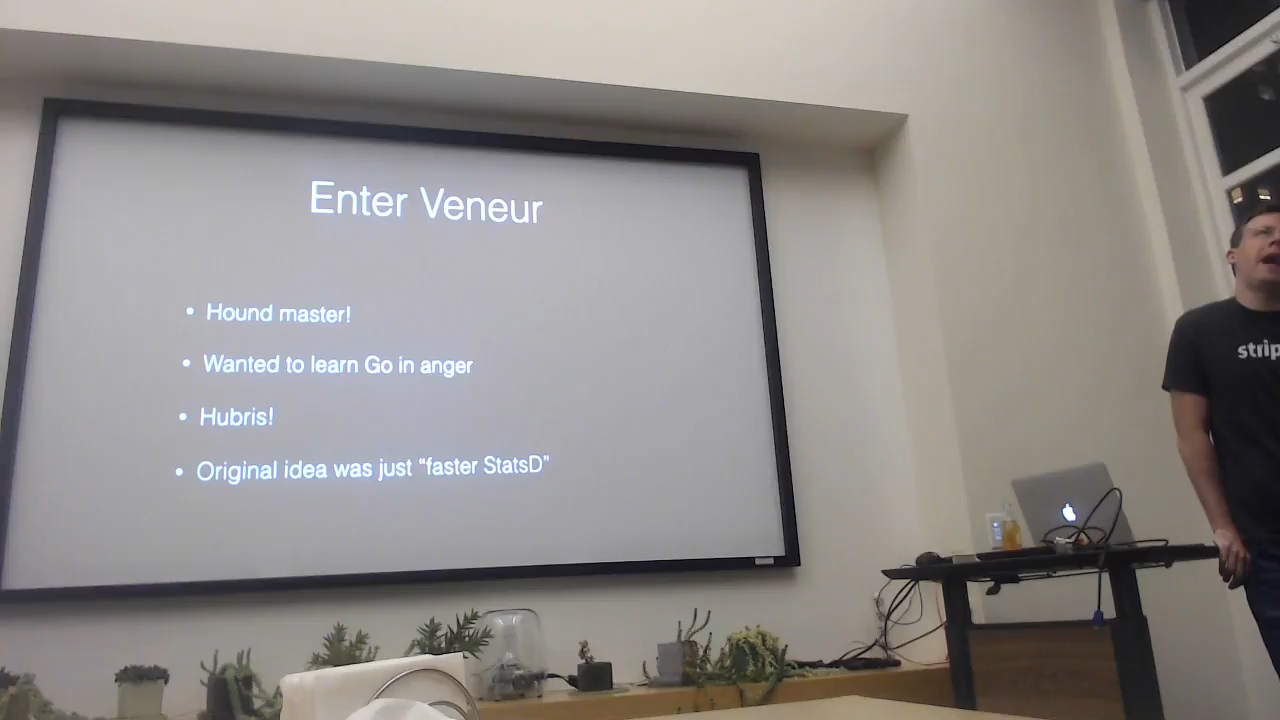 Enter Veneur
• Hound master!
• Wanted to learn Go in anger
• Hubris!
• Original idea was just “faster StatsD”
strip